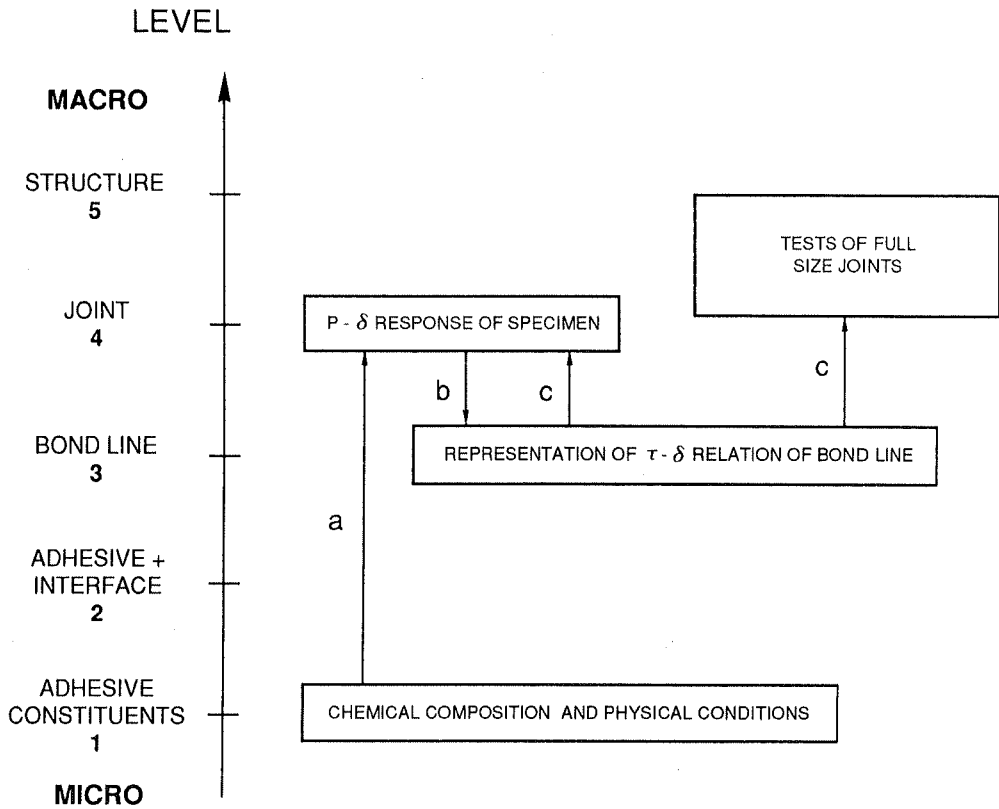 LEVEL
MACRO
STRUCTURE
5
TESTS OF FULL
SIZE JOINTS
JOINT
4
P - δ RESPONSE OF SPECIMEN
b
c
c
BOND LINE
3
REPRESENTATION OF τ - δ RELATION OF BOND LINE
a
ADHESIVE +
INTERFACE
2
ADHESIVE
CONSTITUENTS
1
CHEMICAL COMPOSITION AND PHYSICAL CONDITIONS
MICRO